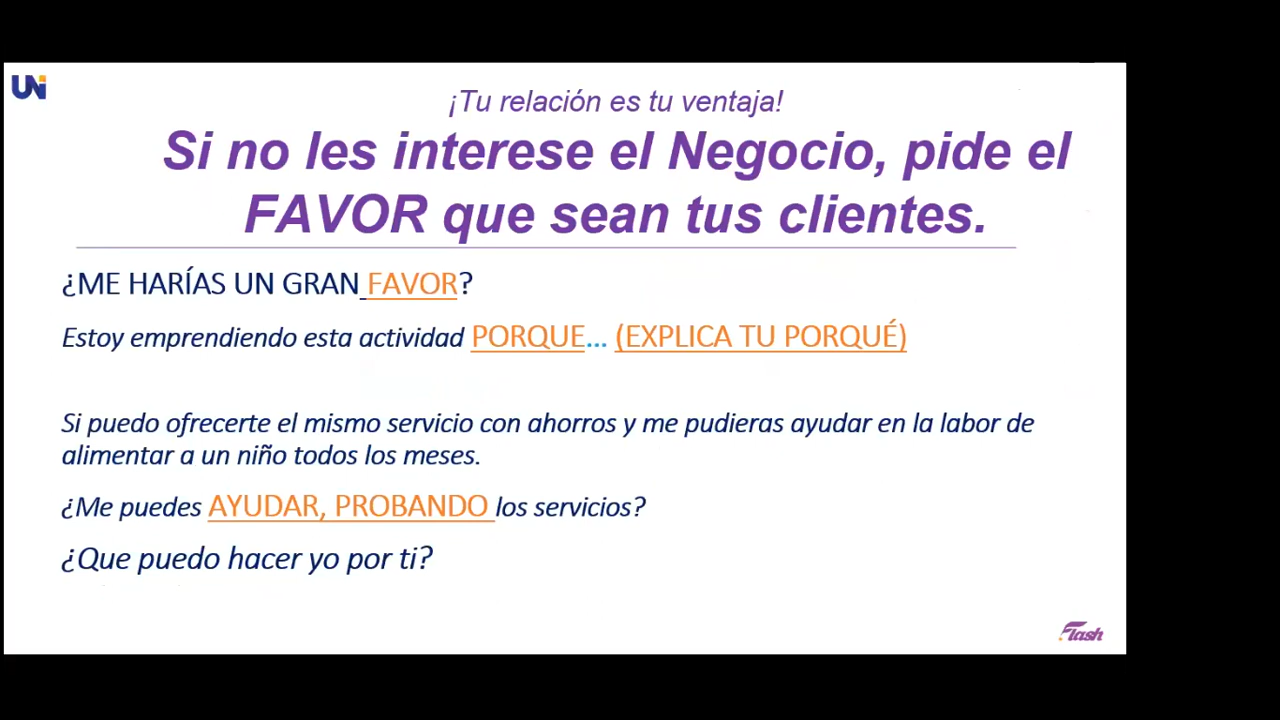 UNi
¡Tu relación es tu ventaja!
Si no les interese el Negocio, pide el
FAVOR que sean tus clientes.
¿ME HARÍAS UN GRAN FAVOR?
Estoy emprendiendo esta actividad PORQUE... (EXPLICA TU PORQUÉ)
Si puedo ofrecerte el mismo servicio con ahorros y me pudieras ayudar en la labor de
alimentar a un niño todos los meses.
¿Me puedes AYUDAR, PROBANDO los servicios?
¿Que puedo hacer yo por ti?
Flash